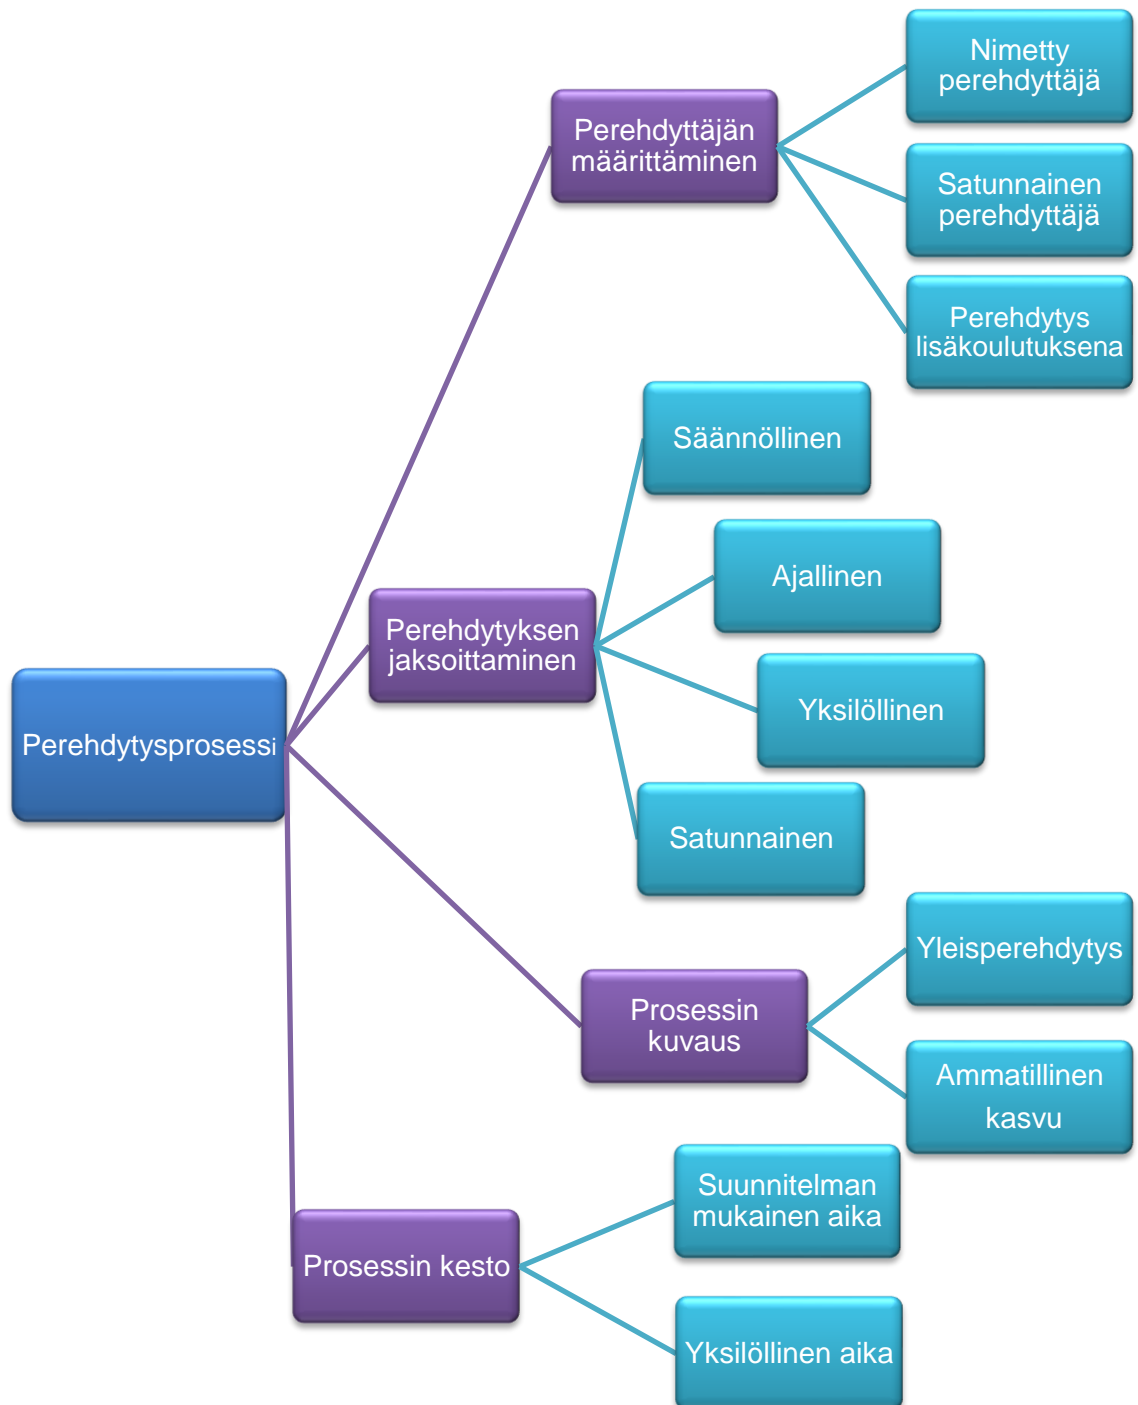 Nimetty
perehdyttäjä
Perehdyttäjän
määrittäminen
Satunnainen
perehdyttäjä
Perehdytys
lisäkoulutuksena
Säännöllinen
Ajallinen
Perehdytyksen
jaksoittaminen
Yksilöllinen
Perehdytysprosessi
Satunnainen
Yleisperehdytys
Prosessin
kuvaus
Ammatillinen
kasvu
Suunnitelman
mukainen aika
Prosessin kesto
Yksilöllinen aika